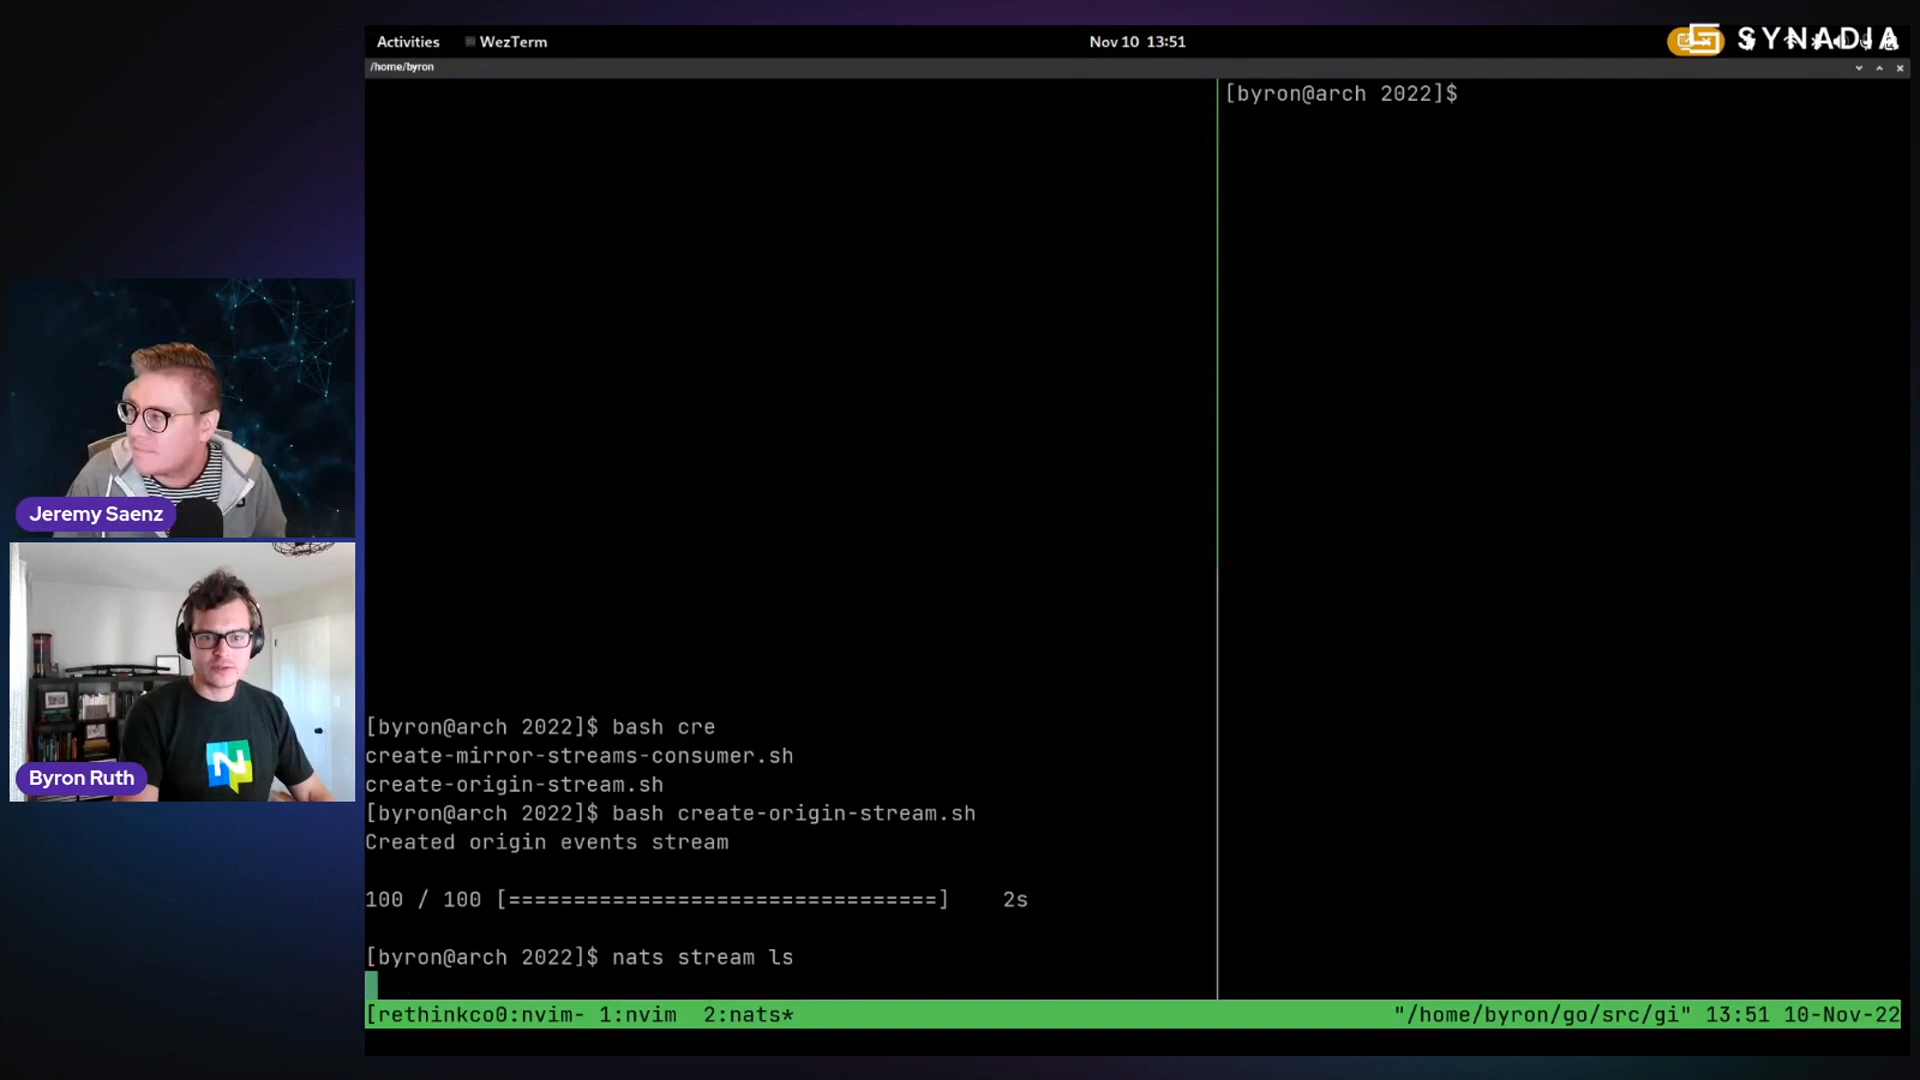 Activities WezTerm
Nov 10 13:51
SYNADIA
/home/byron
[byron@arch 2022]$
Jeremy Saenz
Byron Ruth
[byron@arch 2022]$ bash cre
create-mirror-streams-consumer.sh
create-origin-stream.sh
[byron@arch 2022]$ bash create-origin-stream.sh
Created origin events stream
100 / 100 [=================================] 2s
[byron@arch 2022]$ nats stream ls
[rethinkco0:nvim- 1:nvim 2:nats*
"/home/byron/go/src/gi" 13:51 10-Nov-22